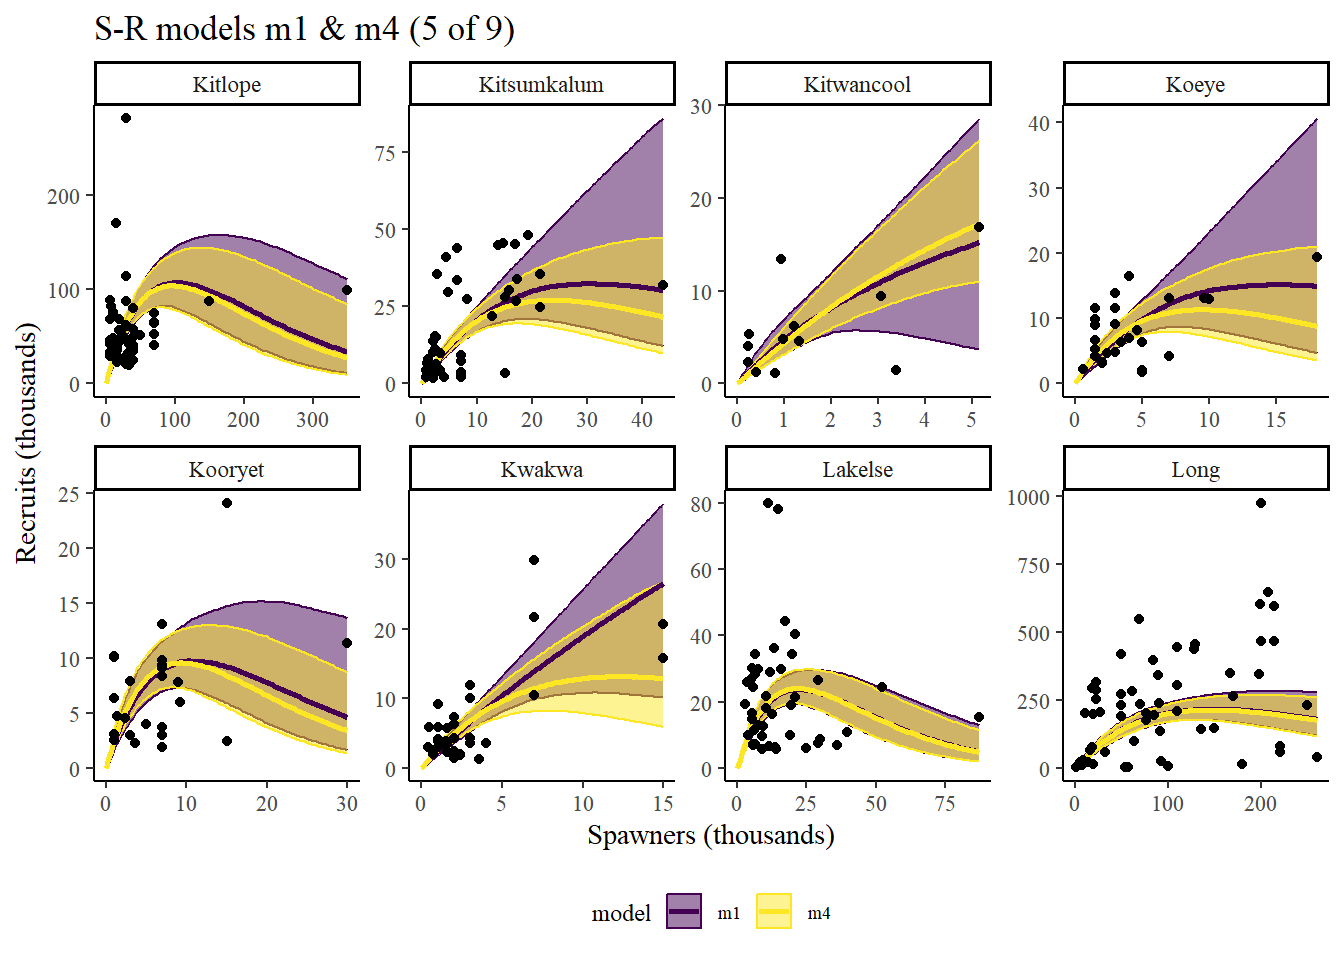 S-R models m1 & m4 (5 of 9)
Kitlope Kitsumkalum Kitwancool Koeye
0 100 200
0 25 50 75
0 10 20 30
0 10 20 30 40
0 100 200 300
0 10 20 30 40
0 1 2 3 4 5
0 5 10 15
Kooryet Kwakwa Lakelse Long
0 5 10 15 20 25
0 10 20 30
0 20 40 60 80
0 250 500 750 1000
0 10 20 30
0 5 10 15
0 25 50 75
0 100 200
Recruits (thousands)
Spawners (thousands)
model m1 m4